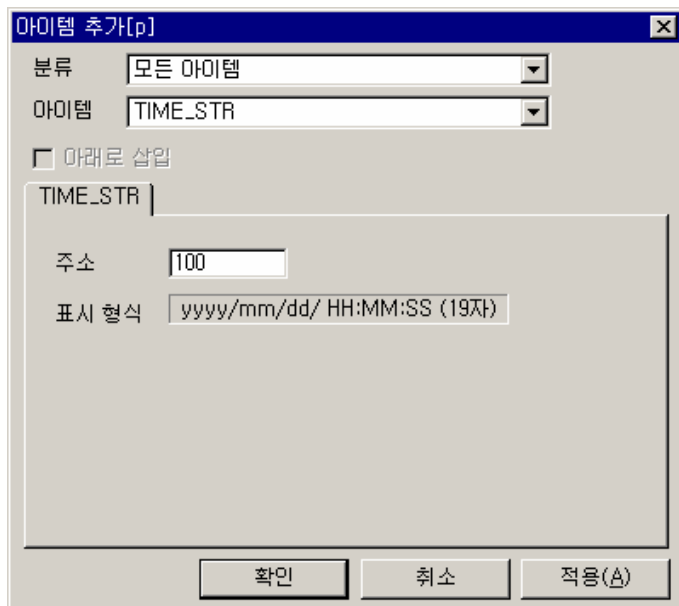 아이템 추가[p]
분류 모든 아이템
아이템 TIME_STR
아래로 삽입
TIME_STR
주소 100
표시 형식 yyyy/mm/dd/ HH:MM:SS (19자)
확인 취소 적용(A)